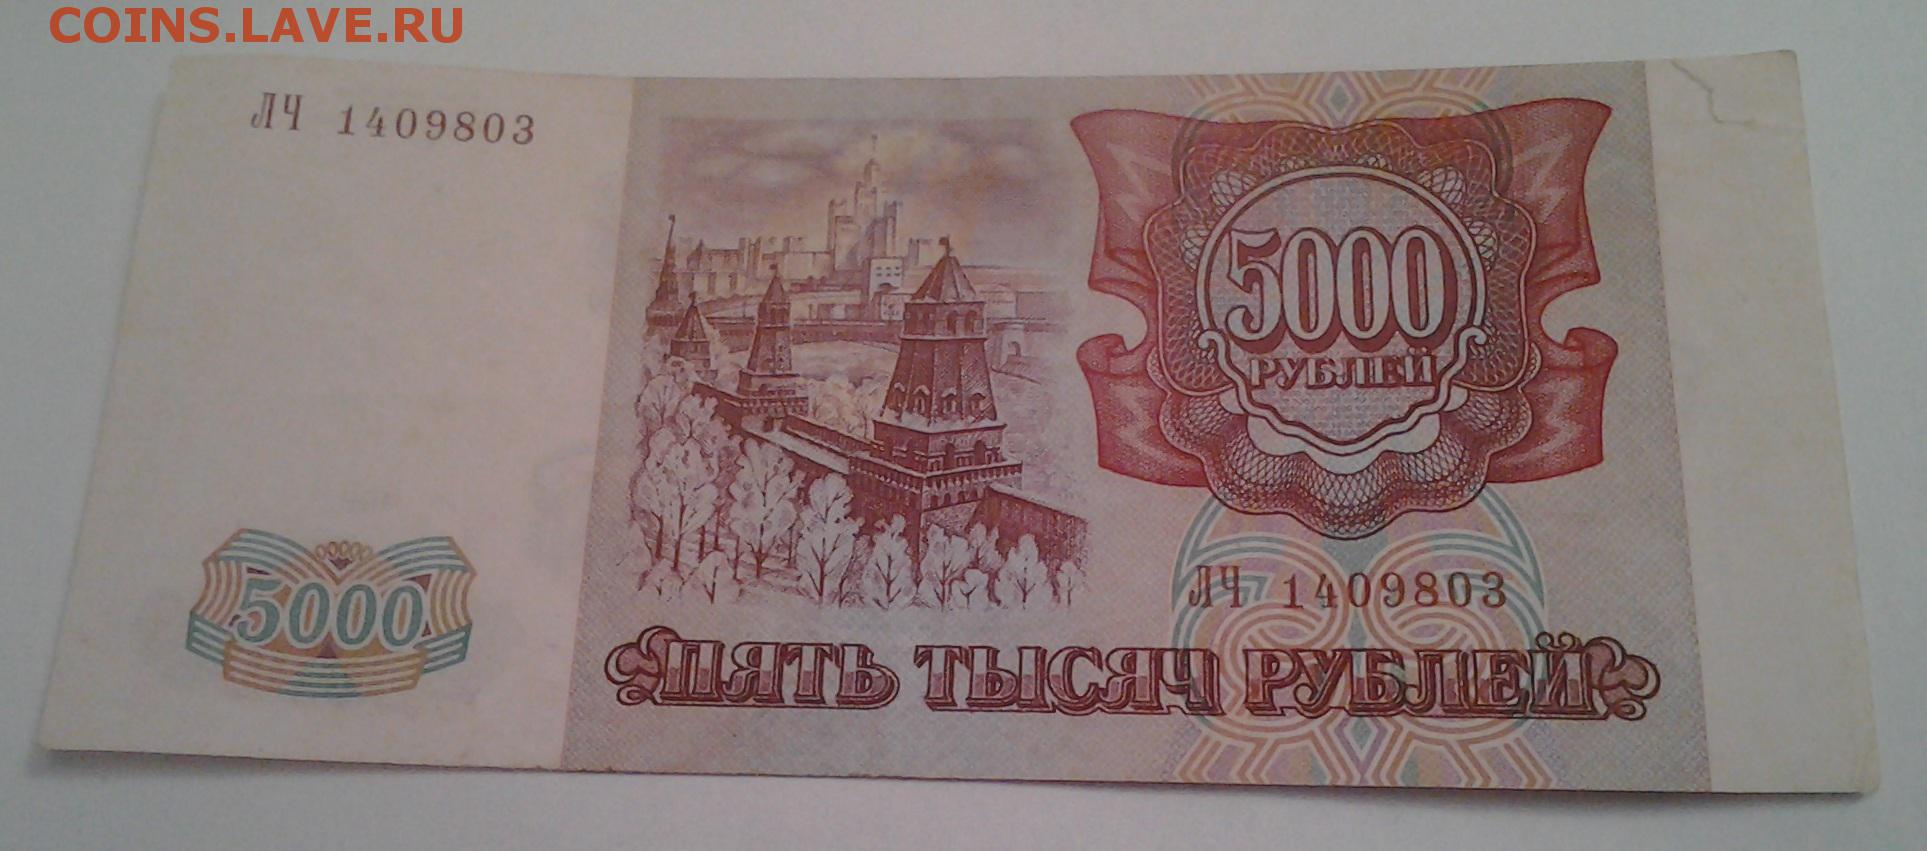 COINS.LAVE.RU
ЛЧ 1409803
5000
РУБЛЕЙ
5000
ЛЧ 1409803
ПЯТЬ ТЫСЯЧ РУБЛЕЙ